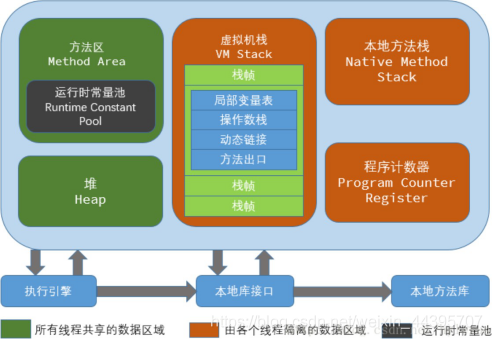 方法区
Method Area
运行时常量池
Runtime Constant
Pool
堆
Heap
虚拟机栈
VM Stack
栈帧
局部变量表
操作数栈
动态链接
方法出口
栈帧
栈帧
本地方法栈
Native Method
Stack
程序计数器
Program Counter
Register
执行引擎
本地库接口
本地方法库
所有线程共享的数据区域
由各个线程隔离的数据区域
运行时常量池
https://blog.csdn.net/weixin_44395707